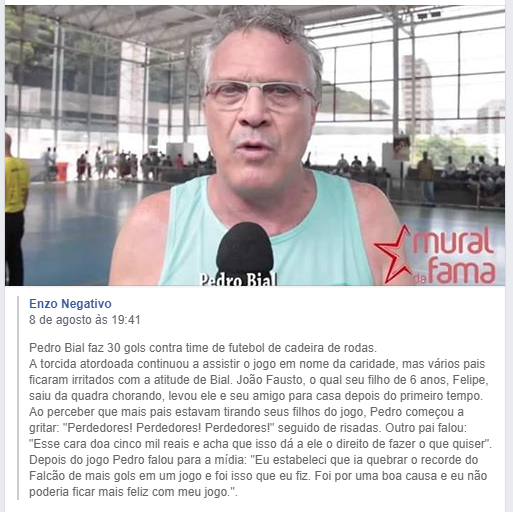 Pedro Bial
mural
da
fama
Enzo Negativo
8 de agosto às 19:41
Pedro Bial faz 30 gols contra time de futebol de cadeira de rodas.
A torcida atordoada continuou a assistir o jogo em nome da caridade, mas vários pais
ficaram irritados com a atitude de Bial. João Fausto, o qual seu filho de 6 anos, Felipe,
saiu da quadra chorando, levou ele e seu amigo para casa depois do primeiro tempo.
Ao perceber que mais pais estavam tirando seus filhos do jogo, Pedro começou a
gritar: "Perdedores! Perdedores! Perdedores!" seguido de risadas. Outro pai falou:
"Esse cara doa cinco mil reais e acha que isso dá a ele o direito de fazer o que quiser".
Depois do jogo Pedro falou para a mídia: "Eu estabeleci que ia quebrar o recorde do
Falcão de mais gols em um jogo e foi isso que eu fiz. Foi por uma boa causa e eu não
poderia ficar mais feliz com meu jogo.".